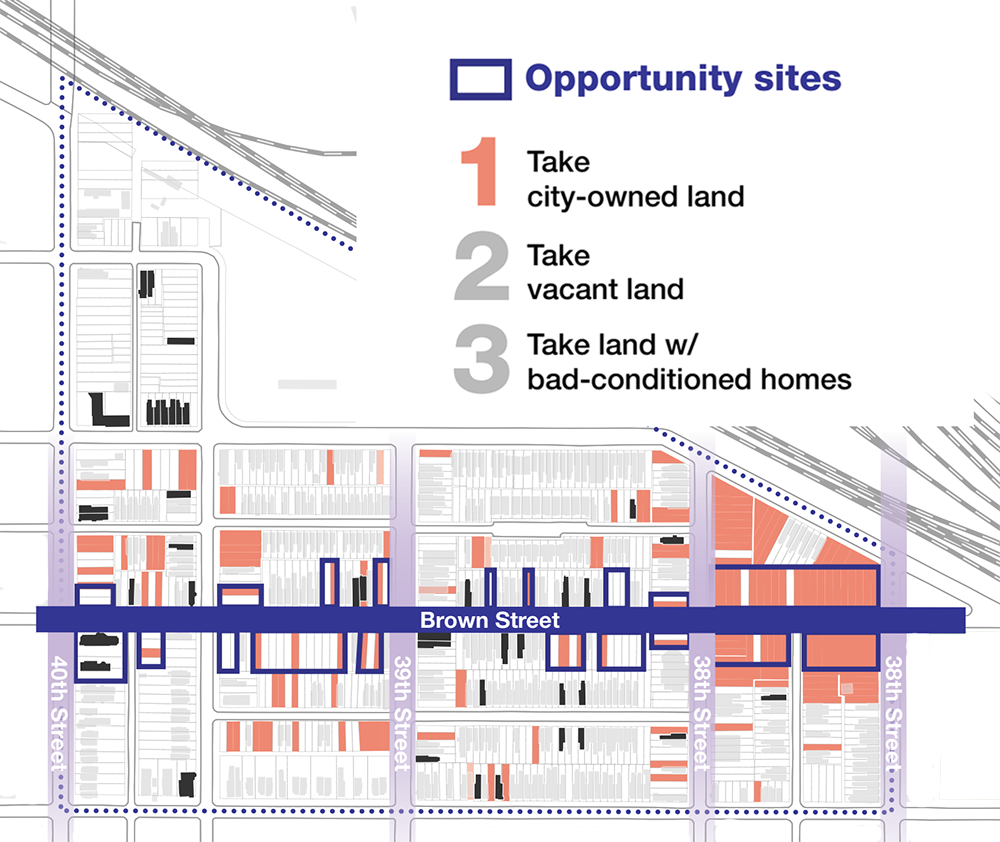 Opportunity sites
1
Take
city-owned land
2
Take
vacant land
3
Take land w/
bad-conditioned homes
Brown Street
40th Street
39th Street
38th Street
38th Street